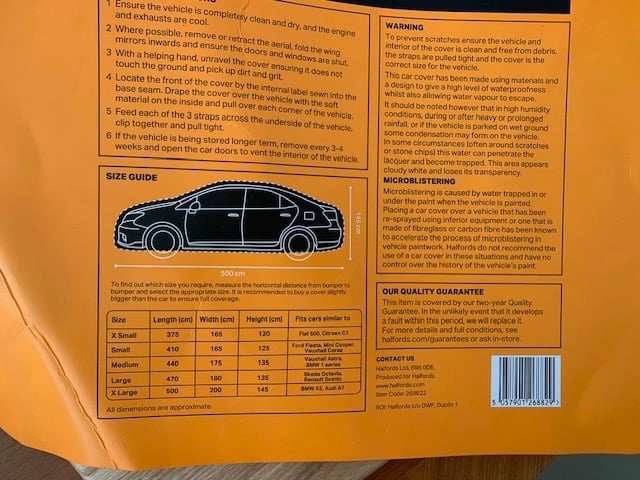 1 Ensure the vehicle is completely clean and dry, and the engine
and exhausts are cool.
2 Where possible, remove or retract the aerial, fold the wing
mirrors inwards and ensure the doors and windows are shut.
3 With a helping hand, unravel the cover ensuring it does not
touch the ground and pick up dirt and grit.
4 Locate the front of the cover by the internal label sewn into the
base seam. Drape the cover over the vehicle with the soft
material on the inside and pull over each corner of the vehicle.
5 Feed each of the 3 straps across the underside of the vehicle,
clip together and pull tight.
6 If the vehicle is being stored longer term, remove every 3-4
weeks and open the car doors to vent the interior of the vehicle.
SIZE GUIDE
145 cm
500 cm
To find out which size you require, measure the horizontal distance from bumper to
bumper and select the appropriate size. It is recommended to buy a cover slightly
bigger than the car to ensure full coverage.
Size Length (cm) Width (cm) Height (cm) Fits cars similar to
X Small 375 165 120 Fiat 500, Citroen C1
Small 410 165 125 Ford Fiesta, Mini Cooper,
Vauxhall Corsa
Medium 440 175 135 Vauxhall Astra,
BMW 1 series
Large 470 180 135 Skoda Octavia,
Renault Scenic
X Large 500 200 145 BMW X5, Audi A7
All dimensions are approximate.
WARNING
To prevent scratches ensure the vehicle and
interior of the cover is clean and free from debris,
the straps are pulled tight and the cover is the
correct size for the vehicle.
This car cover has been made using materials and
a design to give a high level of waterproofness
whilst also allowing water vapour to escape.
It should be noted however that in high humidity
conditions, during or after heavy or prolonged
rainfall, or if the vehicle is parked on wet ground
some condensation may form on the vehicle.
In some circumstances (often around scratches
or stone chips) this water can penetrate the
lacquer and become trapped. This area appears
cloudy white and loses its transparency.
MICROBLISTERING
Microblistering is caused by water trapped in or
under the paint when the vehicle is painted.
Placing a car cover over a vehicle that has been
re-sprayed using inferior equipment or one that is
made of fibreglass or carbon fibre has been known
to accelerate the process of microblistering in
vehicle paintwork. Halfords do not recommend the
use of a car cover in these situations and have no
control over the history of the vehicle's paint.
OUR QUALITY GUARANTEE
This item is covered by our two-year Quality
Guarantee. In the unlikely event that it develops
a fault within this period, we will replace it.
For more details and full conditions, see
halfords.com/guarantees or ask in-store.
CONTACT US
Halfords Ltd, B98 0DE.
Produced for Halfords.
www.halfords.com
Item Code: 268822
ROI: Halfords c/o DWF, Dublin 1
5 057901 268829